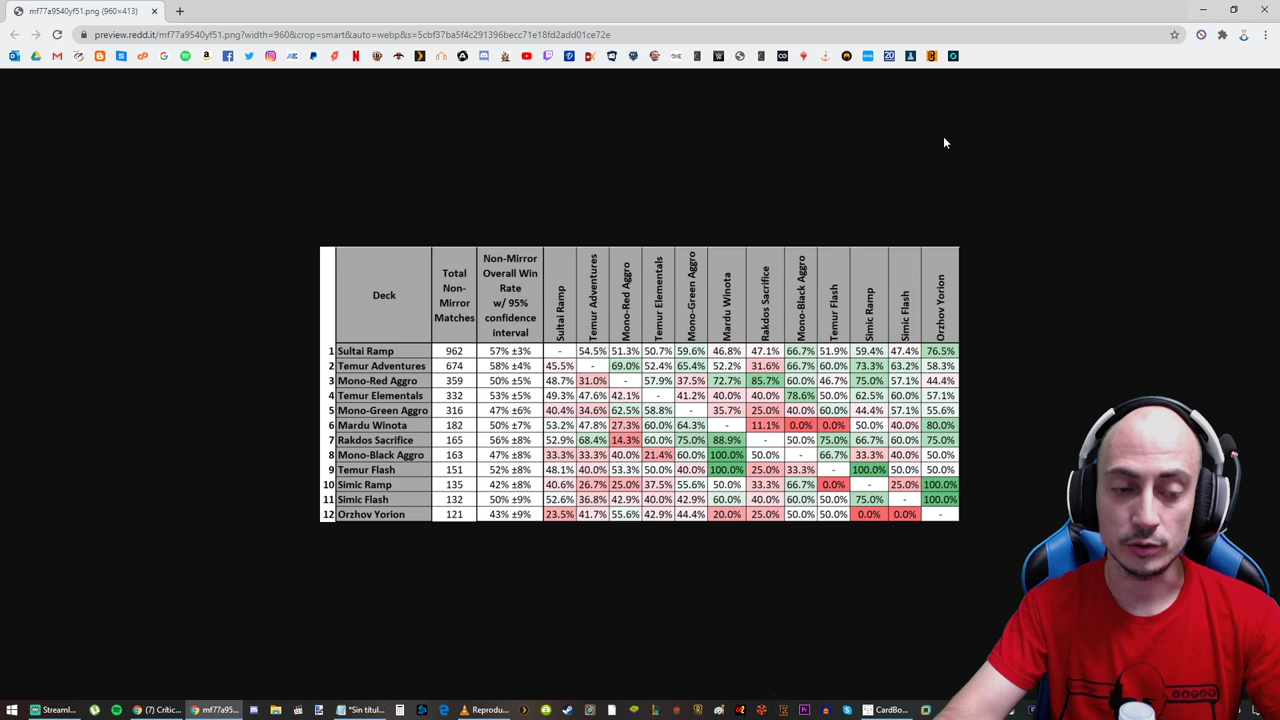 mf77a9540yf51.png (960×413)
preview.redd.it/mf77a9540yf51.png?width=960&crop=smart&auto=webp&s=5cbf37ba5f4c291396becc71e18fd2add01ce72e
Deck Total Non-Mirror Matches Non-Mirror Overall Win Rate w/ 95% confidence interval Sultai Ramp Temur Adventures Mono-Red Aggro Temur Elementals Mono-Green Aggro Mardu Winota Rakdos Sacrifice Mono-Black Aggro Temur Flash Simic Ramp Simic Flash Orzhov Yorion
1 Sultai Ramp 962 57% ±3% - 54.5% 51.3% 50.7% 59.6% 46.8% 47.1% 66.7% 51.9% 59.4% 47.4% 76.5%
2 Temur Adventures 674 58% ±4% 45.5% - 69.0% 52.4% 65.4% 52.2% 31.6% 66.7% 60.0% 73.3% 63.2% 58.3%
3 Mono-Red Aggro 359 50% ±5% 48.7% 31.0% - 57.9% 37.5% 72.7% 85.7% 60.0% 46.7% 75.0% 57.1% 44.4%
4 Temur Elementals 332 53% ±5% 49.3% 47.6% 42.1% - 41.2% 40.0% 40.0% 78.6% 50.0% 62.5% 60.0% 57.1%
5 Mono-Green Aggro 316 47% ±6% 40.4% 34.6% 62.5% 58.8% - 35.7% 25.0% 40.0% 60.0% 44.4% 57.1% 55.6%
6 Mardu Winota 182 50% ±7% 53.2% 47.8% 27.3% 60.0% 64.3% - 11.1% 0.0% 0.0% 50.0% 40.0% 80.0%
7 Rakdos Sacrifice 165 56% ±8% 52.9% 68.4% 14.3% 60.0% 75.0% 88.9% - 50.0% 75.0% 66.7% 60.0% 75.0%
8 Mono-Black Aggro 163 47% ±8% 33.3% 33.3% 40.0% 21.4% 60.0% 100.0% 50.0% - 66.7% 33.3% 40.0% 50.0%
9 Temur Flash 151 52% ±8% 48.1% 40.0% 53.3% 50.0% 40.0% 100.0% 25.0% 33.3% - 100.0% 50.0% 50.0%
10 Simic Ramp 135 42% ±8% 40.6% 26.7% 25.0% 37.5% 55.6% 50.0% 33.3% 66.7% 0.0% - 25.0% 100.0%
11 Simic Flash 132 50% ±9% 52.6% 36.8% 42.9% 40.0% 42.9% 60.0% 40.0% 60.0% 50.0% 75.0% - 100.0%
12 Orzhov Yorion 121 43% ±9% 23.5% 41.7% 55.6% 42.9% 44.4% 20.0% 25.0% 50.0% 50.0% 0.0% 0.0% -
Streaml... (7) Critic... mf77a95... *Sin titul... Reprodu... CardBo...